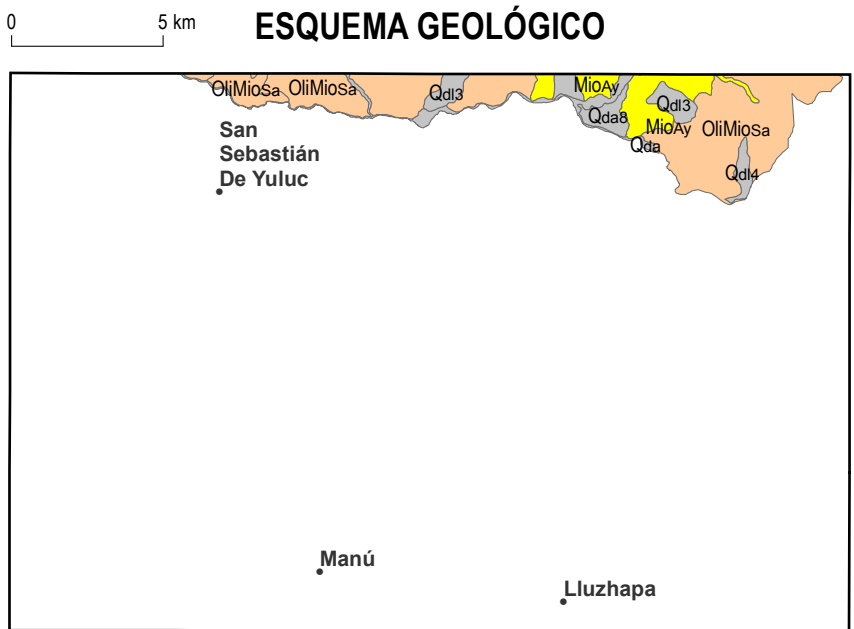 0 5 km
ESQUEMA GEOLÓGICO
OliMioSa
OliMioSa
Qdl3
MioAy
Qda8
Qdl3
MioAy
OliMioSa
Qda
Qdl4
San
Sebastián
De Yuluc
Manú
Lluzhapa